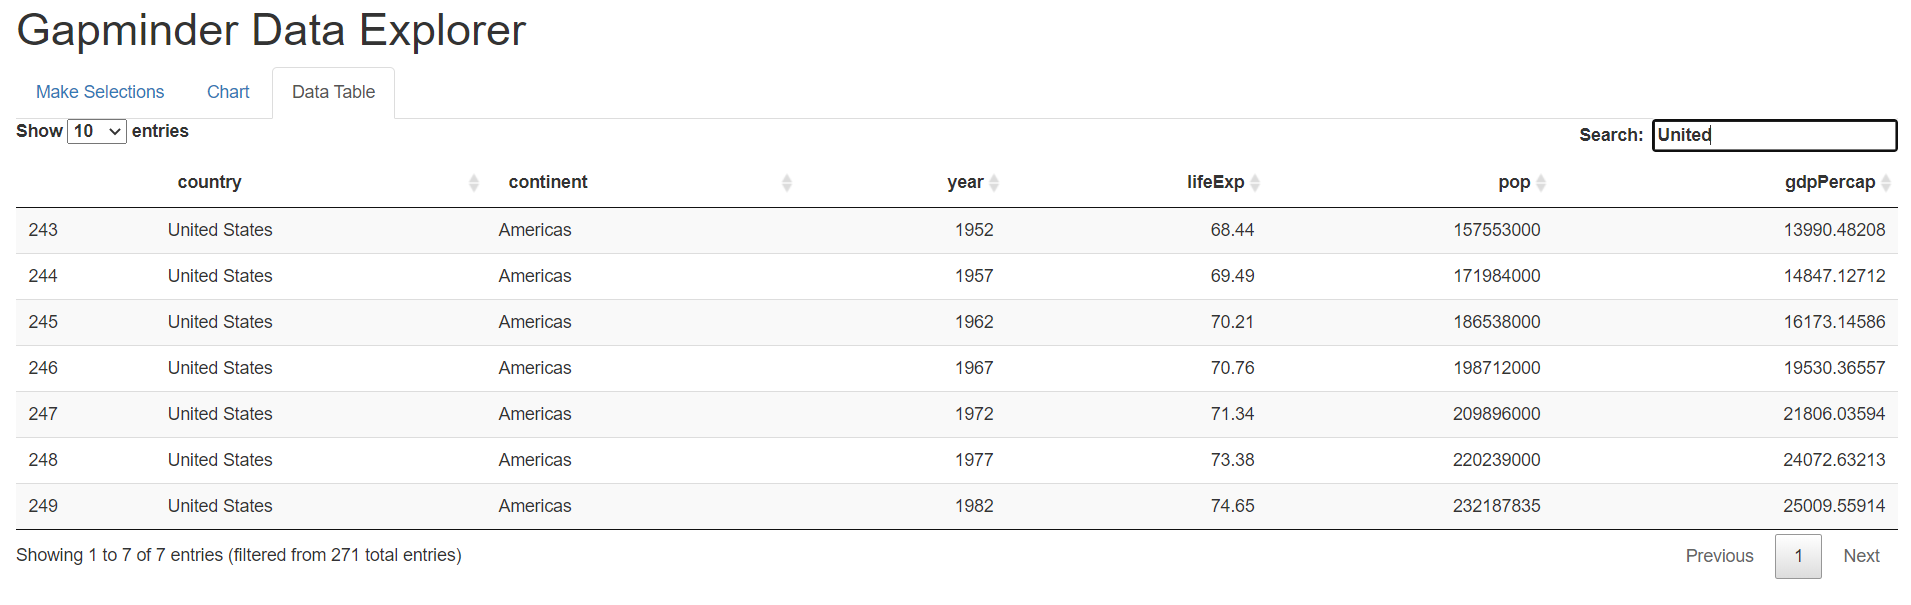 Gapminder Data Explorer
Make Selections Chart Data Table
Show 10 entries Search: United
country continent year lifeExp pop gdpPercap
243 United States Americas 1952 68.44 157553000 13990.48208
244 United States Americas 1957 69.49 171984000 14847.12712
245 United States Americas 1962 70.21 186538000 16173.14586
246 United States Americas 1967 70.76 198712000 19530.36557
247 United States Americas 1972 71.34 209896000 21806.03594
248 United States Americas 1977 73.38 220239000 24072.63213
249 United States Americas 1982 74.65 232187835 25009.55914
Showing 1 to 7 of 7 entries (filtered from 271 total entries) Previous 1 Next